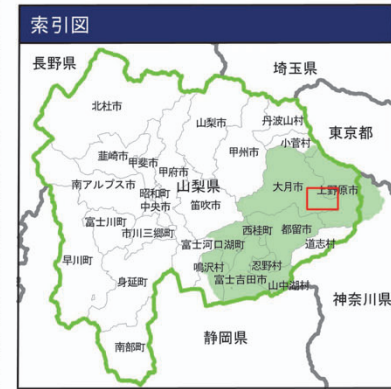 索引図
長野県
埼玉県
東京都
北杜市
山梨市
丹波山村
小菅村
甲州市
韮崎市
甲斐市
甲府市
南アルプス市
昭和町
山梨県
大月市
上野原市
中央市
笛吹市
富士川町
市川三郷町
西桂町
都留市
道志村
富士河口湖町
早川町
鳴沢村
忍野村
身延町
富士吉田市
山中湖村
神奈川県
静岡県
南部町